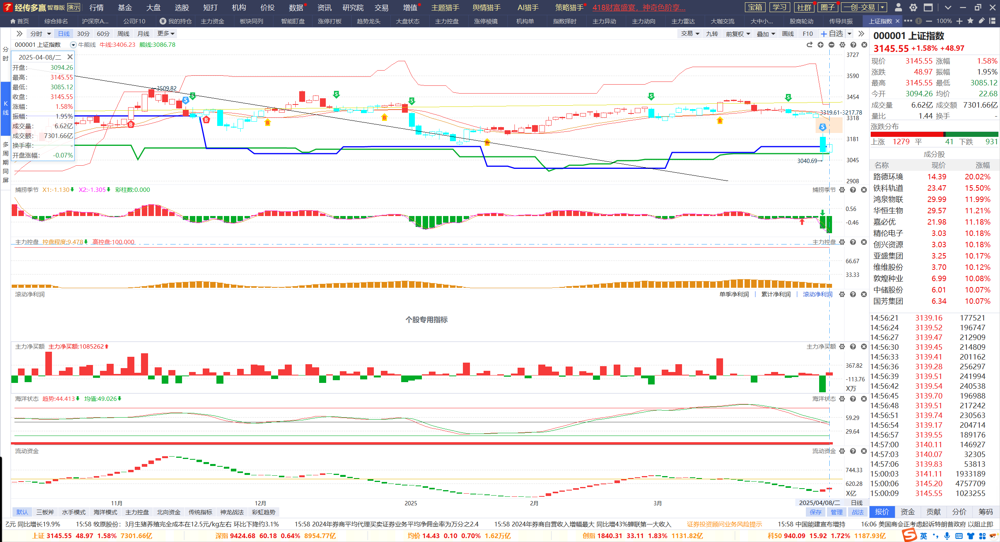 经传多赢 智尊版 演示 行情 基金 大盘 选股 短打 机构 价投 数据 资讯 研究院 交易 增值 主题猎手 舆情猎手 AI猎手 策略猎手 418财富盛宴，神奇色阶享... 宝箱 学习 社群 圈子 一创-交易
首页 综合排名 沪深京A... 公司F10 我的持仓 主力资金 板块同列 智能盯盘 涨停打板 趋势龙头 大盘状态 主力控盘 涨停棱镜 机构单 指数择时 主力异动 主力动向 主力雷达 大咖交流 大中小... 股商轮动 传导共振 上证指数 100%
分时 日线 30分 60分 周线 月线 更多 交易 九转 前复权 叠加 画线 F10 自选
000001 上证指数 牛熊线 牛线:3406.23 熊线:3086.78
分时
K线
多周期同屏
2025-04-08/二
开盘: 3094.26
最高: 3145.55
最低: 3085.12
收盘: 3145.55
涨幅: 1.58%
振幅: 1.95%
成交量: 6.62亿
成交额: 7301.66亿
换手率: -
开盘涨幅: -0.07%
3509.82
3319.61-3217.78
3040.69
3727
3590
3454
3318
3181
3045
2908
捕捞季节 X1:-1.130 X2:-1.305 彩柱数:0.000 捕捞季节
0.56
-0.46
主力控盘 控盘程度:9.478 高控盘:100.000 主力控盘
66.67
33.33
滚动净利润 单季净利润 累计净利润 滚动净利润
个股专用指标
主力净买额 主力净买额:1085262 主力净买额
367.82
-113.76
X万
海洋状态 趋势:44.413 均值:49.026 海洋状态
59.29
29.64
流动资金 流动资金
744.33
620.28
X亿
11月 12月 2025 2月 3月 2025/04/08/二 日线
默认 三板斧 水手模式 海洋模式 主力控盘 北向资金 传统指标 神龙战法 彩虹趋势 保存 管理 战法
000001 上证指数
3145.55 +1.58% +48.97
现价 3145.55 涨幅 1.58%
涨跌 48.97 振幅 1.95%
最高 3145.55 最低 3085.12
今开 3094.26 均价 22.68
成交量 6.62亿 成交额 7301.66亿
量比 1.44 换手 -
涨跌分布
上涨 1279 平 41 下跌 931
成分股
名称 现价 涨幅
路德环境 14.39 20.02%
铁科轨道 23.47 15.50%
鸿泉物联 29.99 11.99%
华恒生物 29.57 11.21%
嘉必优 21.98 11.18%
精伦电子 3.03 10.18%
创兴资源 3.03 10.18%
亚盛集团 3.25 10.17%
维维股份 3.70 10.12%
敦煌种业 6.99 10.08%
中储股份 6.01 10.07%
国芳集团 6.34 10.07%
14:56:21 3139.16 177521
14:56:24 3139.52 196747
14:56:27 3139.47 212909
14:56:30 3139.45 214809
14:56:33 3139.41 201162
14:56:36 3139.28 256297
14:56:39 3139.51 241994
14:56:42 3139.54 240538
14:56:45 3139.70 196988
14:56:48 3139.51 217242
14:56:51 3139.74 230563
14:56:54 3139.17 204714
14:56:57 3139.55 189176
14:57:00 3140.11 146927
14:57:03 3140.07 32305
14:57:06 3139.83 53813
15:00:03 3141.11 1933189
15:00:06 3145.20 4757709
15:00:09 3145.55 1023255
报价 资金 贡献 分价 筹码
亿元 同比增长19.9% 15:58 牧原股份：3月生猪养殖完全成本在12.5元/kg左右 环比下降约3.1% 15:58 2024年券商平均代理买卖证券业务平均净佣金率为万分之2.4 15:58 2024年券商自营收入增幅最大 同比增43%蝉联第一大收入 证券投资顾问业务风险提示 15:58 中国能建宣布增持 16:06 美国商会正考虑起诉特朗普政府 以阻止即
上证 3145.55 48.97 1.58% 7301.66亿 深指 9424.68 60.18 0.64% 8954.77亿 均价 14.43 0.10 0.70% 1.62万亿 创指 1840.31 33.11 1.83% 1131.82亿 科50 940.09 15.92 1.72% 1187.93亿 英